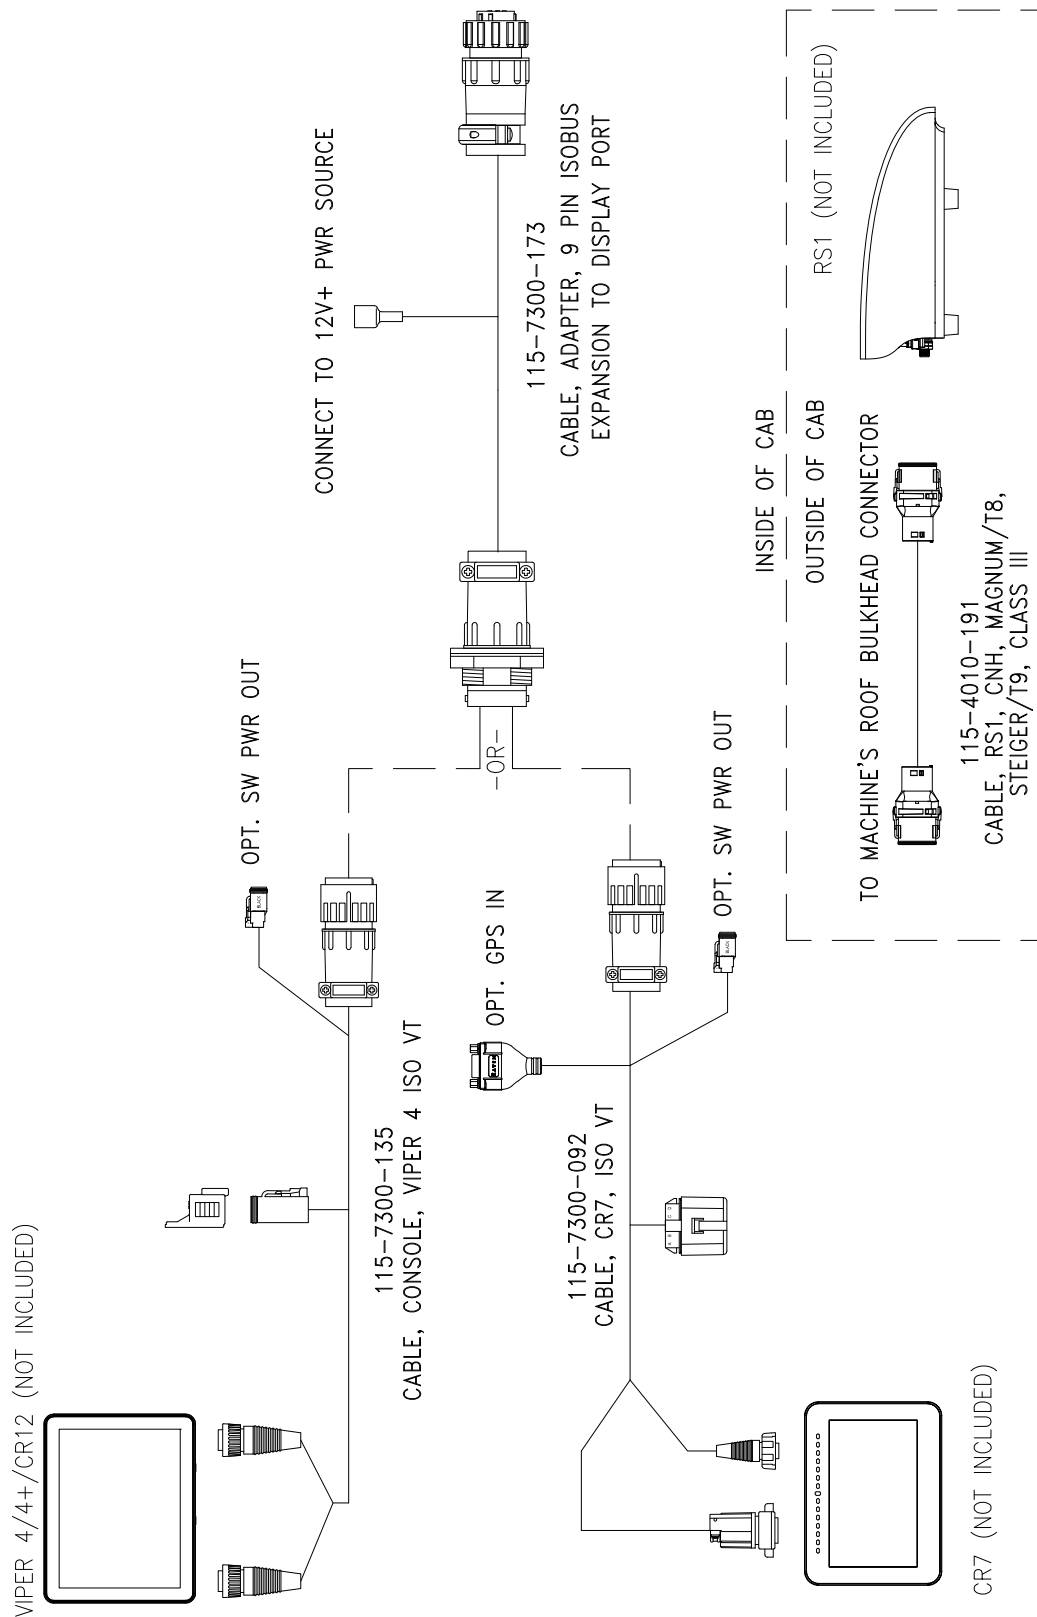 VIPER 4/4+/CR12 (NOT INCLUDED)
OPT. SW PWR OUT
BLACK
115-7300-135
CABLE, CONSOLE, VIPER 4 ISO VT
CONNECT TO 12V+ PWR SOURCE
115-7300-173
CABLE, ADAPTER, 9 PIN ISOBUS
EXPANSION TO DISPLAY PORT
-OR-
OPT. GPS IN
RAVEN
115-7300-092
CABLE, CR7, ISO VT
A B C D
OPT. SW PWR OUT
BLACK
CR7 (NOT INCLUDED)
INSIDE OF CAB
OUTSIDE OF CAB
RS1 (NOT INCLUDED)
TO MACHINE'S ROOF BULKHEAD CONNECTOR
115-4010-191
CABLE, RS1, CNH, MAGNUM/T8,
STEIGER/T9, CLASS III